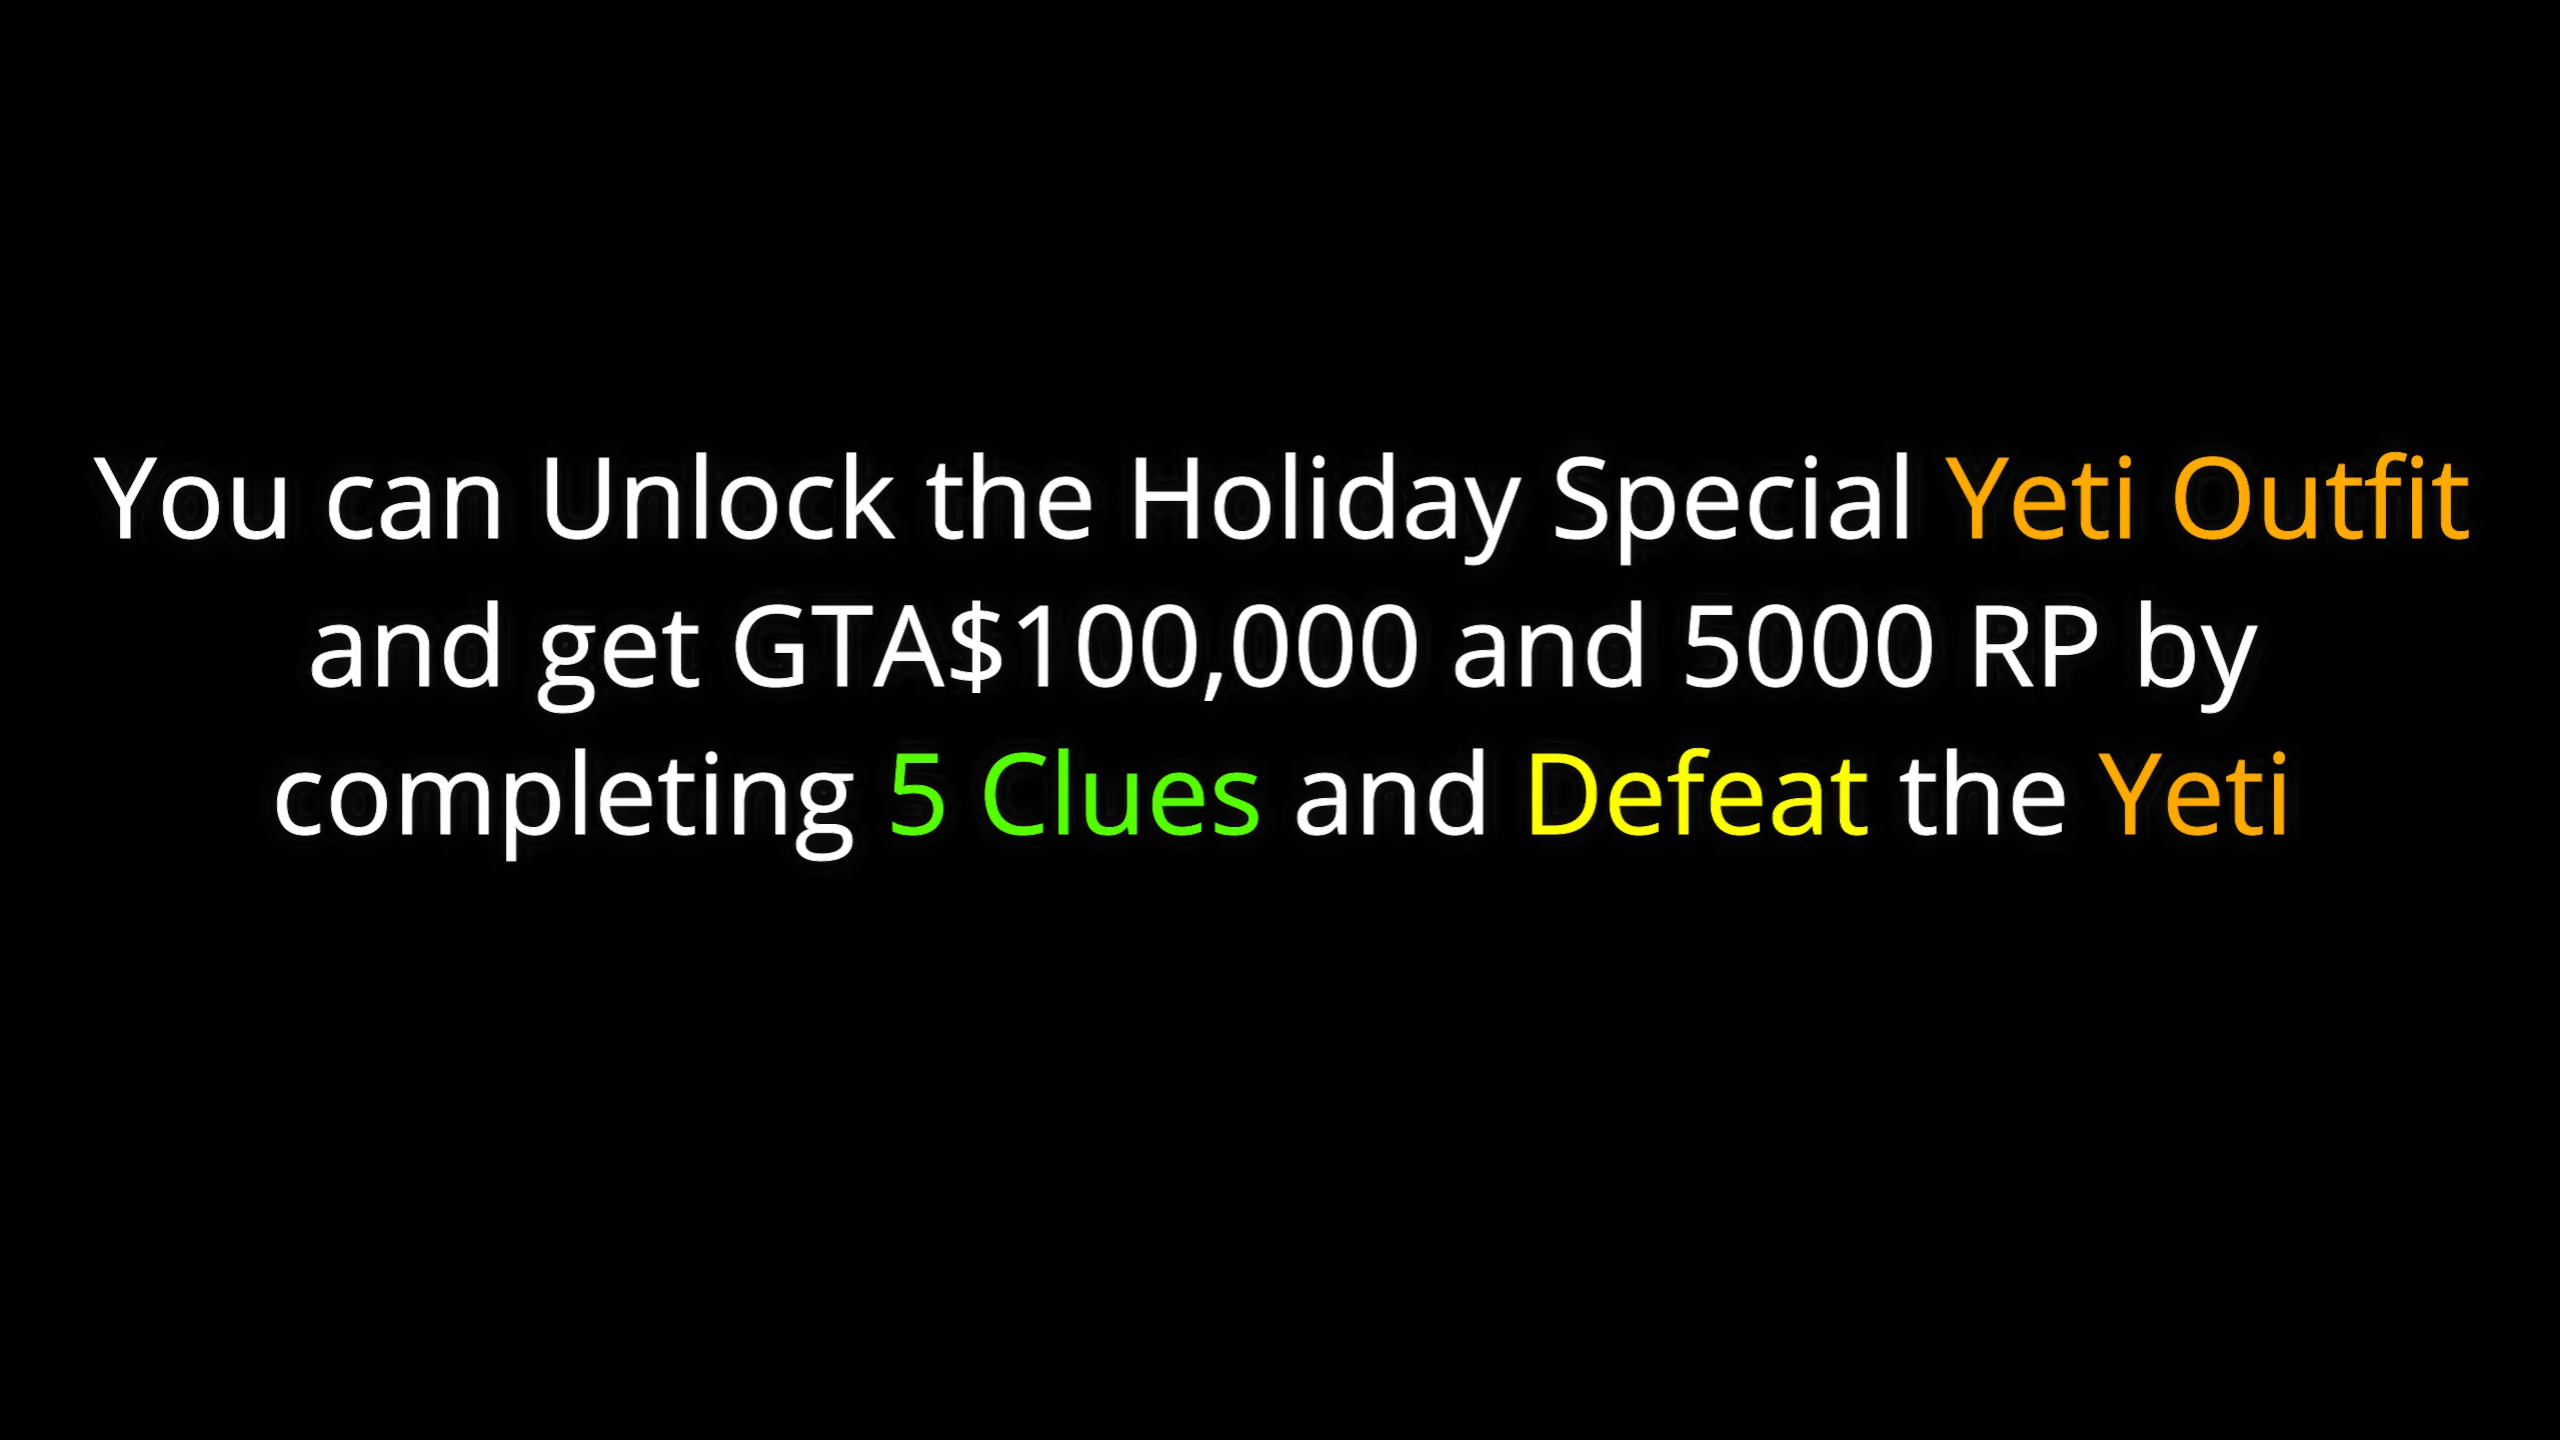 You can Unlock the Holiday Special Yeti Outfit
and get GTA$100,000 and 5000 RP by
completing 5 Clues and Defeat the Yeti